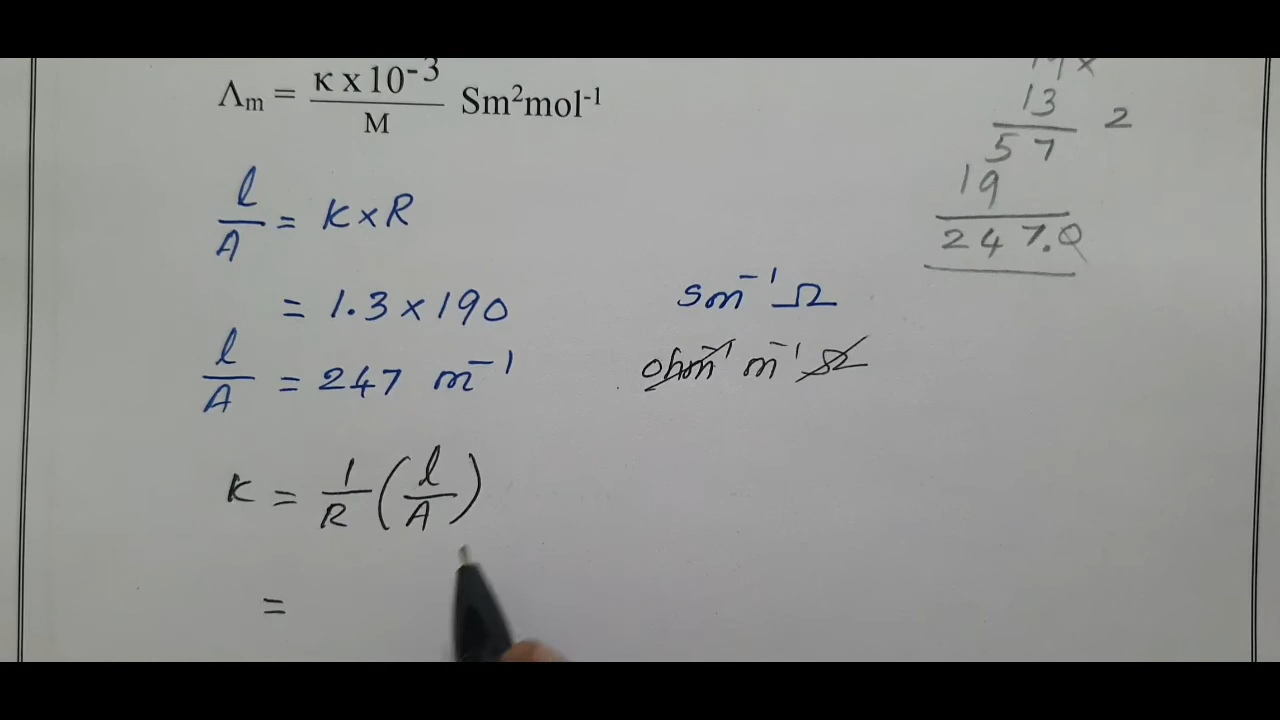 Λm = κ x 10⁻³ / M Sm²mol⁻¹
l/A = K × R
= 1.3 × 190
l/A = 247 m⁻¹
K = 1/R (l/A)
=
Sm⁻¹ Ω
ohm⁻¹ m⁻¹ Ω
13
2
57
19
247.0